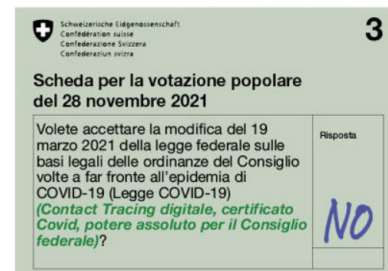 Schweizerische Eidgenossenschaft
Confédération suisse
Confederazione Svizzera
Confederaziun svizra
3
Scheda per la votazione popolare
del 28 novembre 2021
Volete accettare la modifica del 19
marzo 2021 della legge federale sulle
basi legali delle ordinanze del Consiglio
volte a far fronte all'epidemia di
COVID-19 (Legge COVID-19)
(Contact Tracing digitale, certificato
Covid, potere assoluto per il Consiglio
federale)?
Risposta
NO